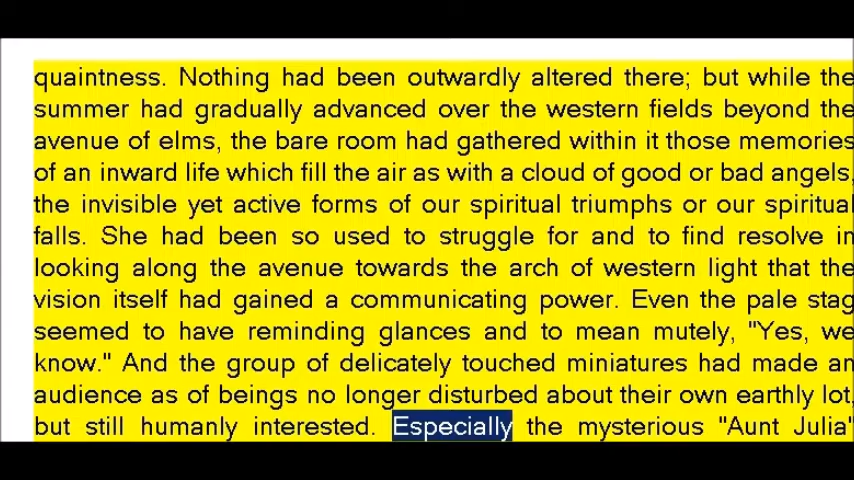 quaintness. Nothing had been outwardly altered there; but while the
summer had gradually advanced over the western fields beyond the
avenue of elms, the bare room had gathered within it those memories
of an inward life which fill the air as with a cloud of good or bad angels,
the invisible yet active forms of our spiritual triumphs or our spiritual
falls. She had been so used to struggle for and to find resolve in
looking along the avenue towards the arch of western light that the
vision itself had gained a communicating power. Even the pale stag
seemed to have reminding glances and to mean mutely, "Yes, we
know." And the group of delicately touched miniatures had made an
audience as of beings no longer disturbed about their own earthly lot,
but still humanly interested. Especially the mysterious "Aunt Julia"